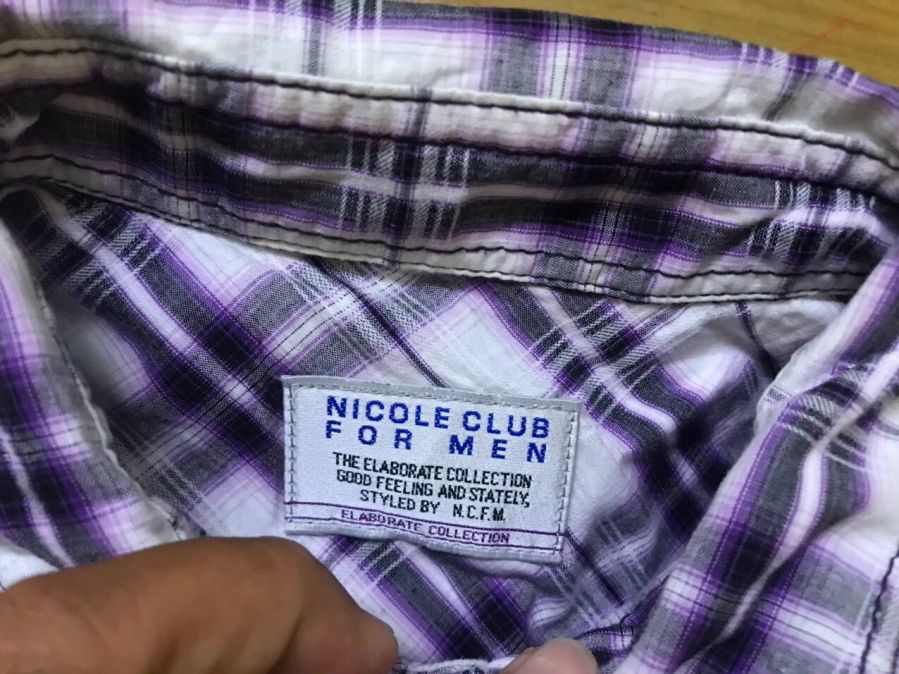 NICOLE CLUB
FOR MEN
THE ELABORATE COLLECTION
GOOD FEELING AND STATELY,
STYLED BY N.C.F.M.
ELABORATE COLLECTION